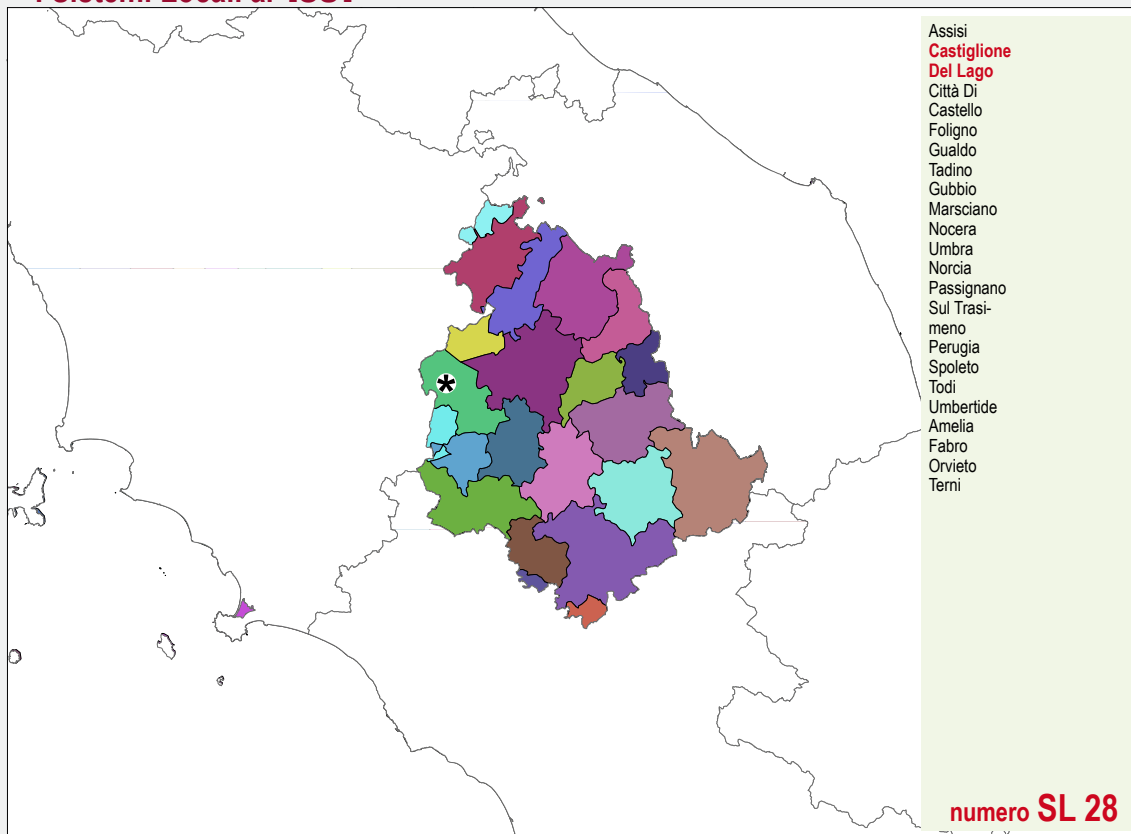 Assisi
Castiglione
Del Lago
Città Di
Castello
Foligno
Gualdo
Tadino
Gubbio
Marsciano
Nocera
Umbra
Norcia
Passignano
Sul Trasi-
meno
Perugia
Spoleto
Todi
Umbertide
Amelia
Fabro
Orvieto
Terni
*
numero SL 28